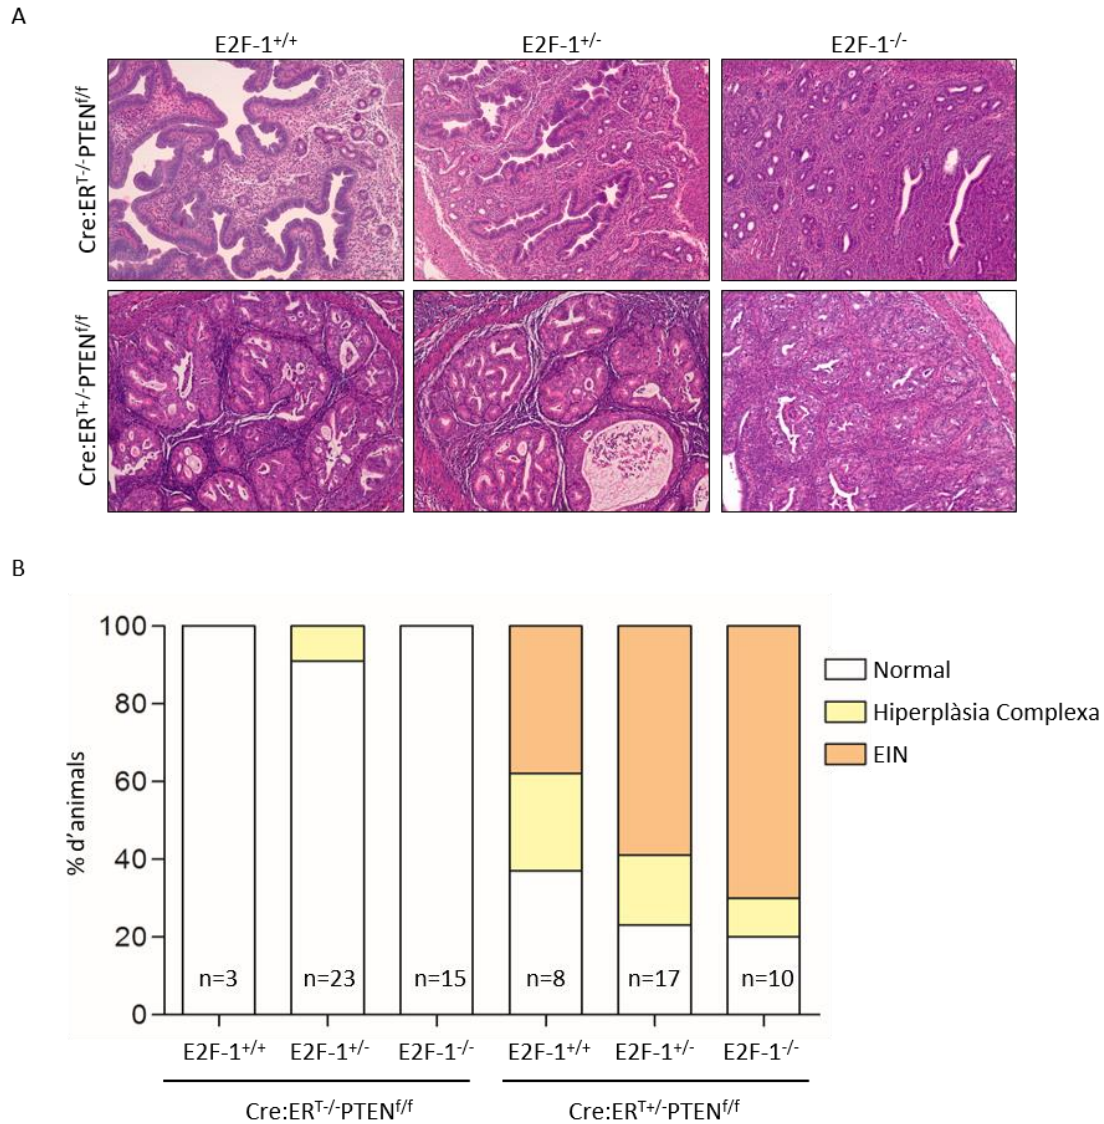 A
E2F-1+/+ E2F-1+/- E2F-1-/-
Cre:ERT-/-PTENf/f
Cre:ERT+/-PTENf/f
B
100
80
60
40
20
0
% d'animals
Normal
Hiperplàsia Complexa
EIN
n=3 n=23 n=15 n=8 n=17 n=10
E2F-1+/+ E2F-1+/- E2F-1-/- E2F-1+/+ E2F-1+/- E2F-1-/-
Cre:ERT-/-PTENf/f Cre:ERT+/-PTENf/f